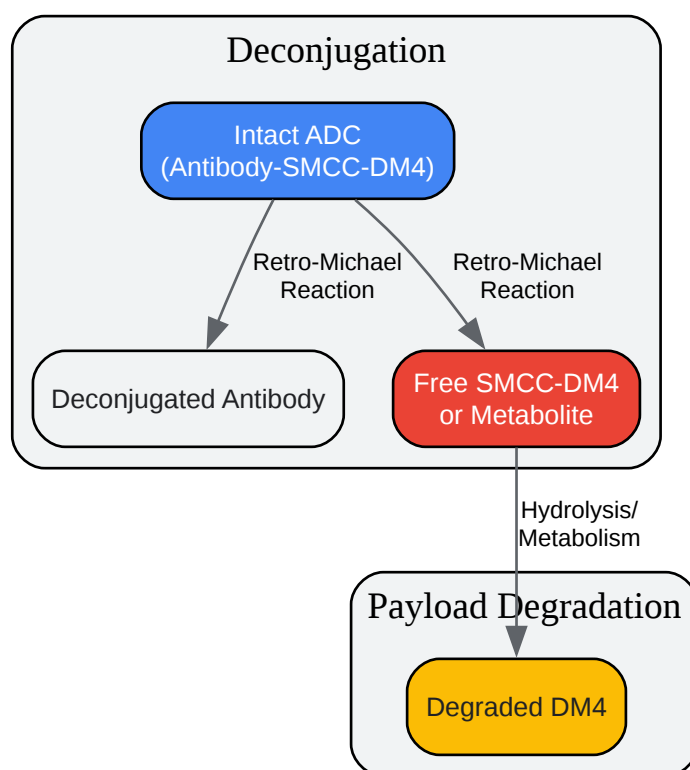 Deconjugation
Intact ADC
(Antibody-SMCC-DM4)
Retro-Michael
Reaction
Retro-Michael
Reaction
Deconjugated Antibody
Free SMCC-DM4
or Metabolite
Hydrolysis/
Metabolism
Payload Degradation
Degraded DM4